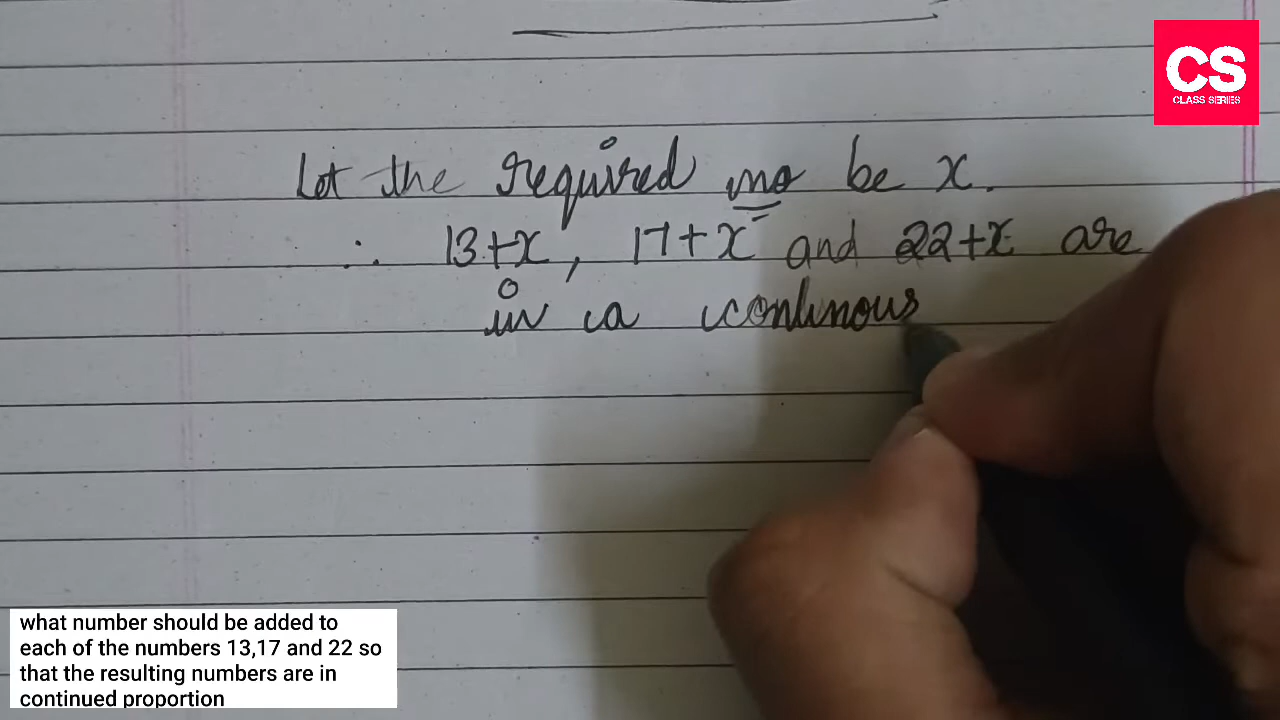 CS
CLASS SERIES
Let the required no be x.
∴ 13+x, 17+x and 22+x are
in a continous
what number should be added to
each of the numbers 13,17 and 22 so
that the resulting numbers are in
continued proportion